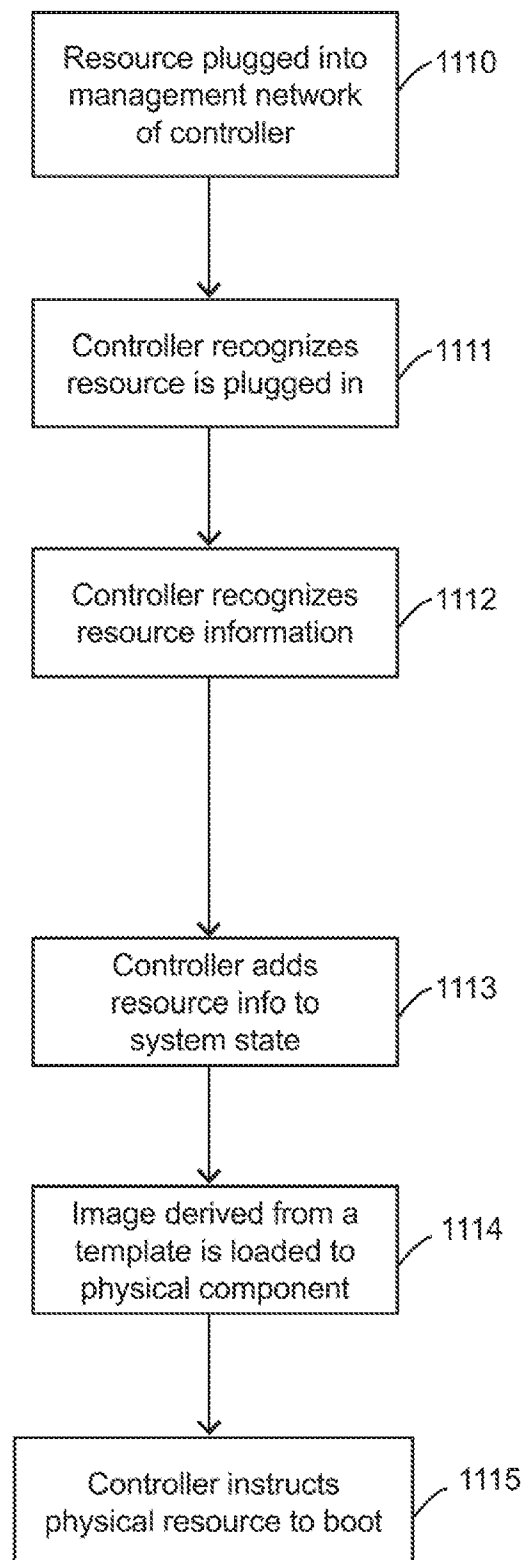 Resource plugged into
management network
of controller
1110
Controller recognizes
resource is plugged in
1111
Controller recognizes
resource information
1112
Controller adds
resource info to
system state
1113
Image derived from a
template is loaded to
physical component
1114
Controller instructs
physical resource to boot
1115